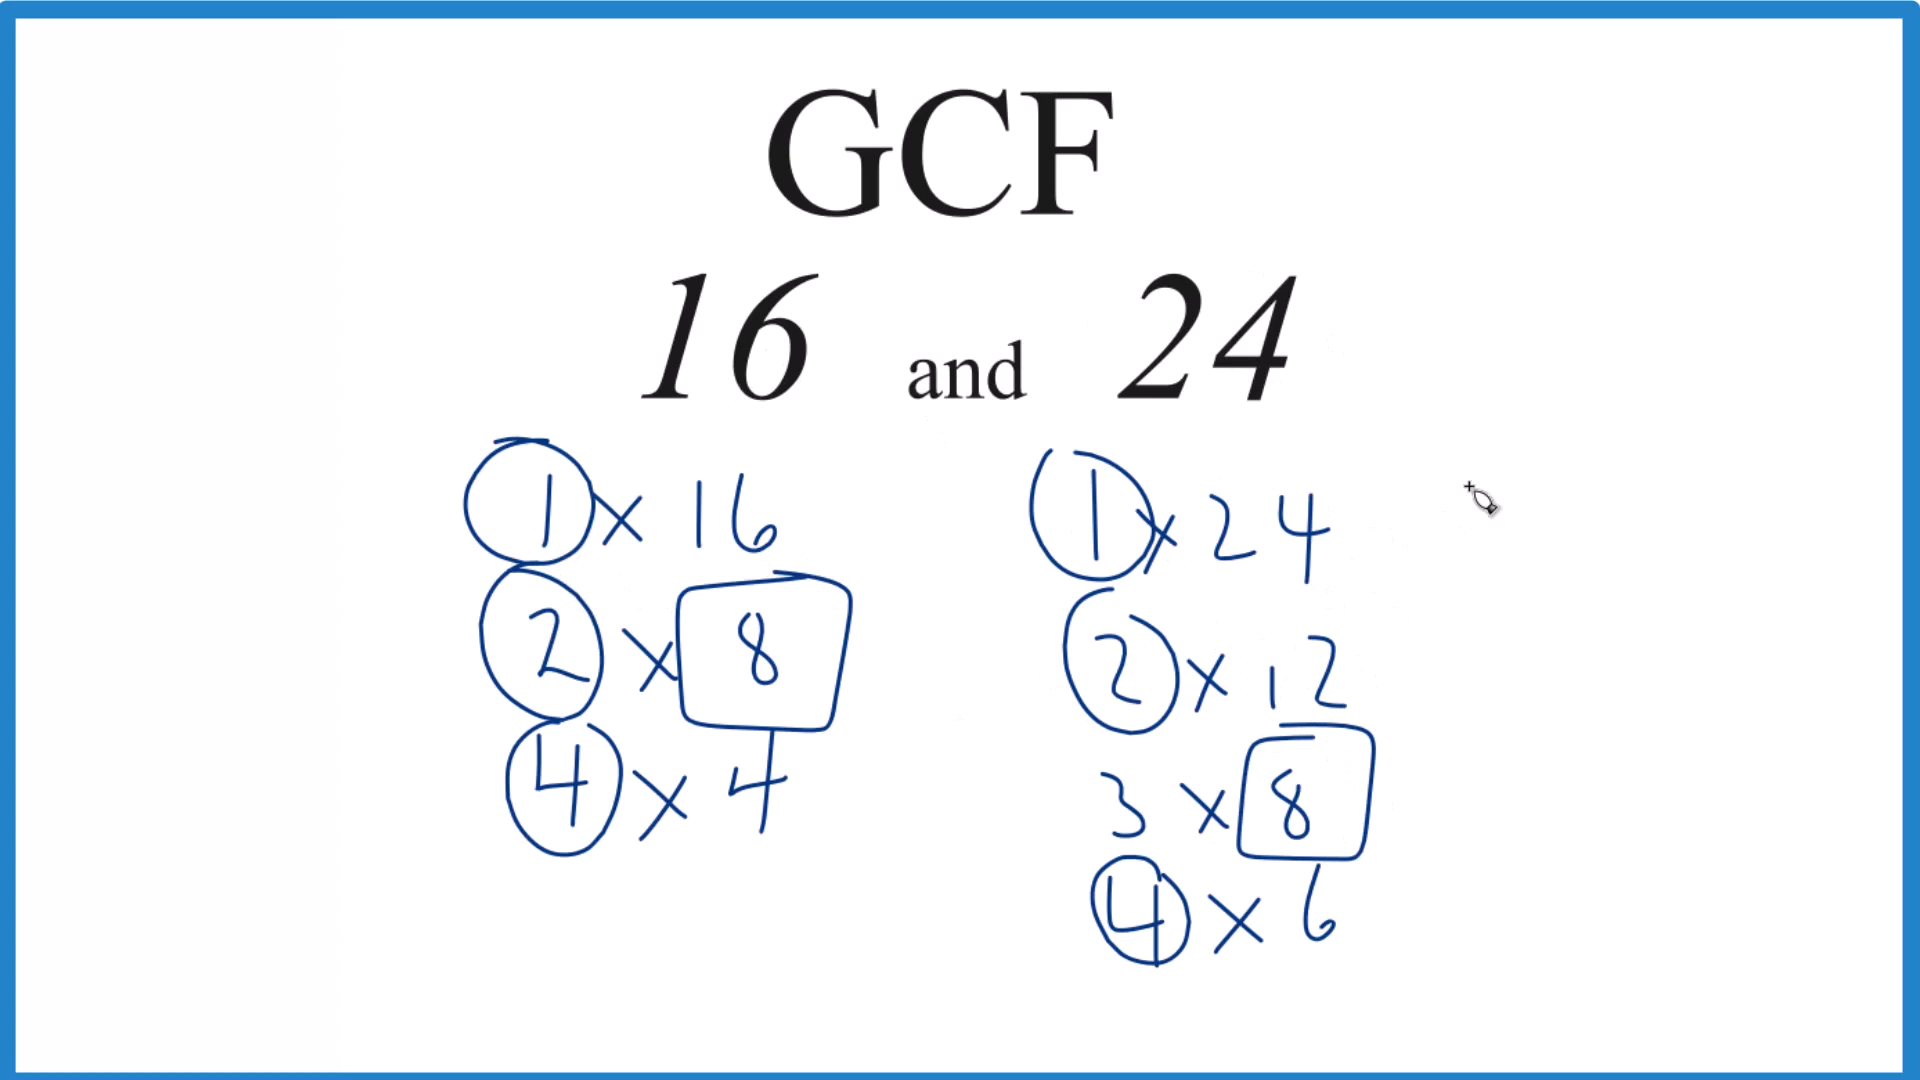 GCF
16 and 24
1 x 16
2 x 8
4 x 4
1 x 24
2 x 12
3 x 8
4 x 6